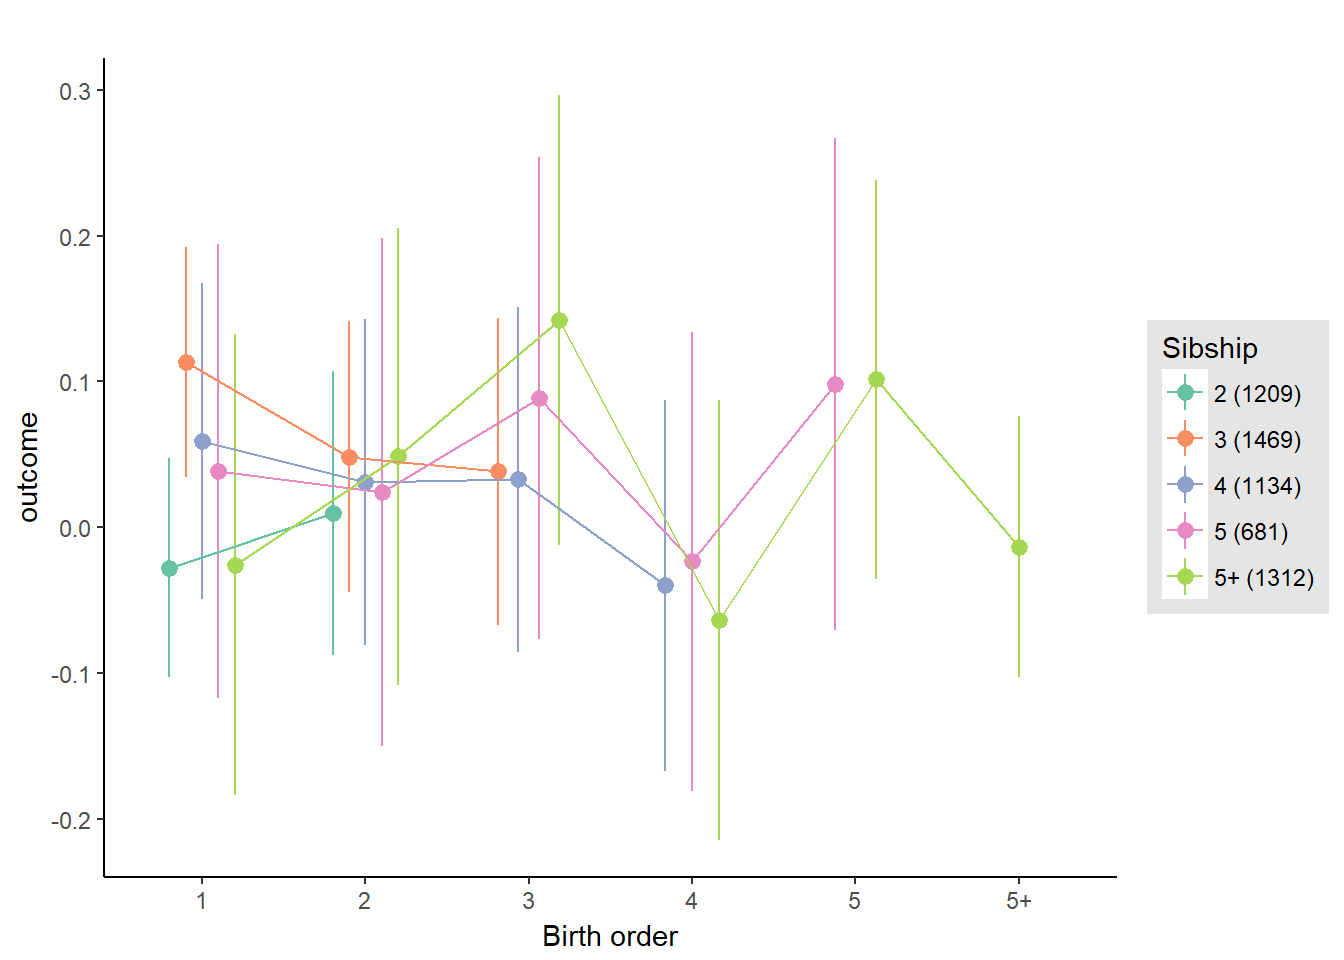 0.3
0.2
0.1
0.0
-0.1
-0.2
outcome
1 2 3 4 5 5+
Birth order
Sibship
2 (1209)
3 (1469)
4 (1134)
5 (681)
5+ (1312)